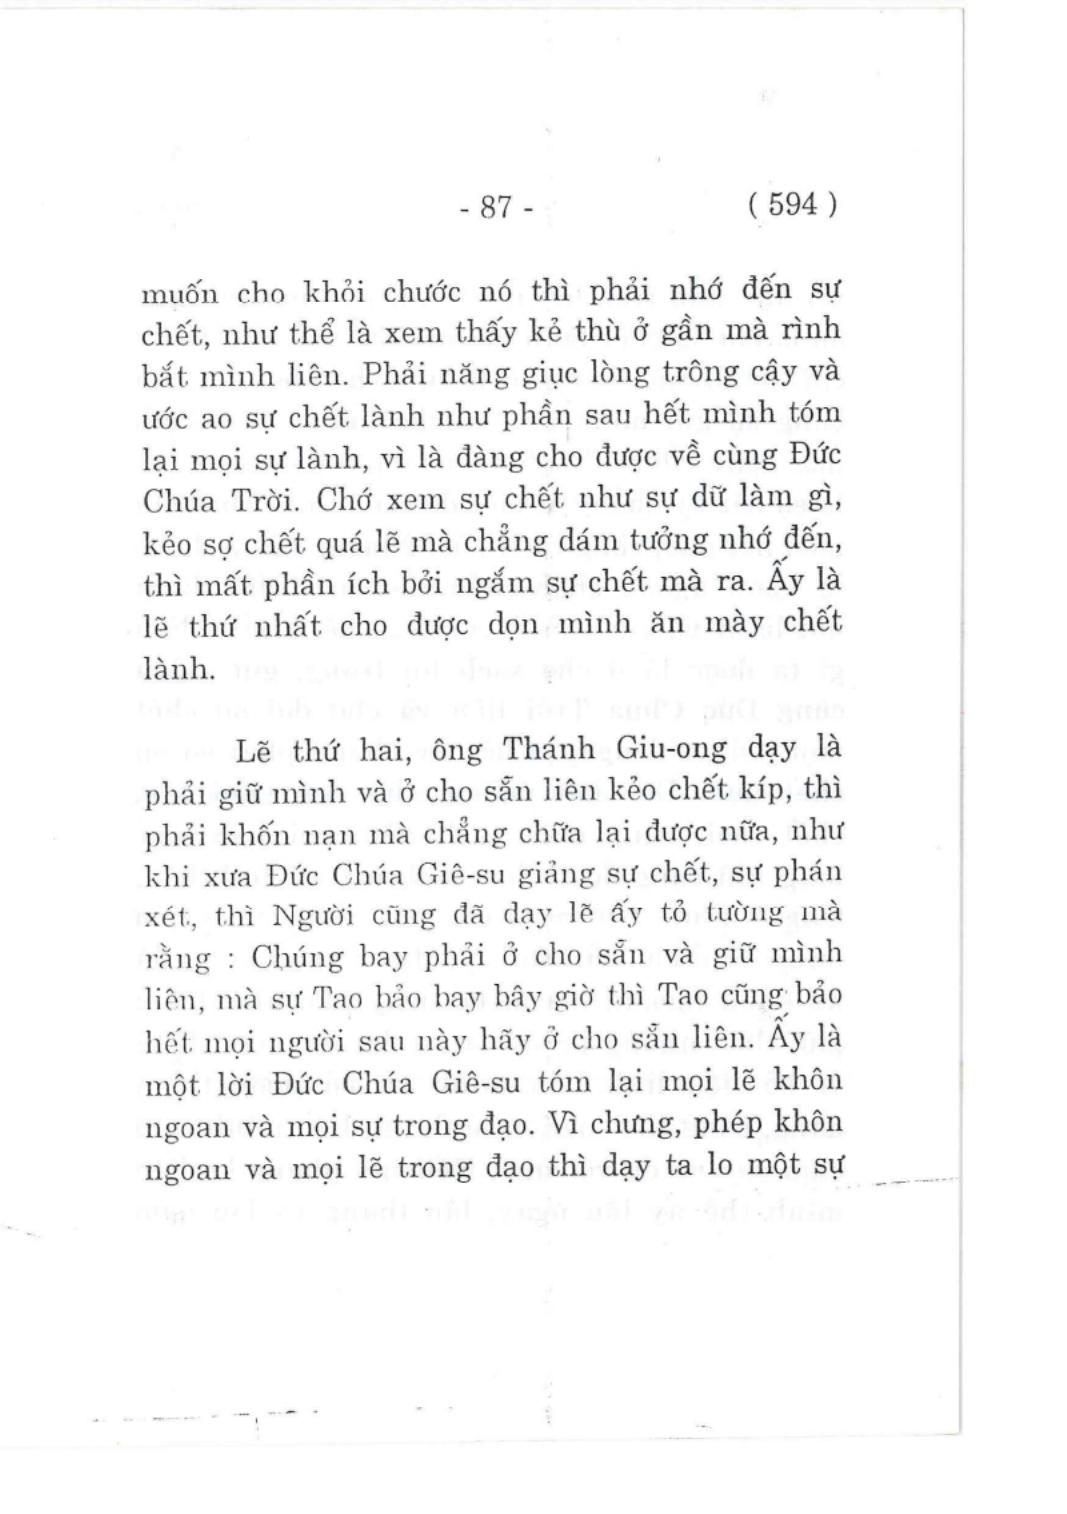 - 87 - ( 594 )
muốn cho khỏi chước nó thì phải nhớ đến sự
chết, như thể là xem thấy kẻ thù ở gần mà rình
bắt mình liên. Phải năng giục lòng trông cậy và
ước ao sự chết lành như phần sau hết mình tóm
lại mọi sự lành, vì là đàng cho được về cùng Đức
Chúa Trời. Chớ xem sự chết như sự dữ làm gì,
kẻo sợ chết quá lẽ mà chẳng dám tưởng nhớ đến,
thì mất phần ích bởi ngắm sự chết mà ra. Ấy là
lẽ thứ nhất cho được dọn mình ăn mày chết
lành.
Lẽ thứ hai, ông Thánh Giu-ong dạy là
phải giữ mình và ở cho sẵn liên kẻo chết kíp, thì
phải khốn nạn mà chẳng chữa lại được nữa, như
khi xưa Đức Chúa Giê-su giảng sự chết, sự phán
xét, thì Người cũng đã dạy lẽ ấy tỏ tường mà
rằng : Chúng bay phải ở cho sẵn và giữ mình
liên, mà sự Tao bảo bay bây giờ thì Tao cũng bảo
hết mọi người sau này hãy ở cho sẵn liên. Ấy là
một lời Đức Chúa Giê-su tóm lại mọi lẽ khôn
ngoan và mọi sự trong đạo. Vì chưng, phép khôn
ngoan và mọi lẽ trong đạo thì dạy ta lo một sự